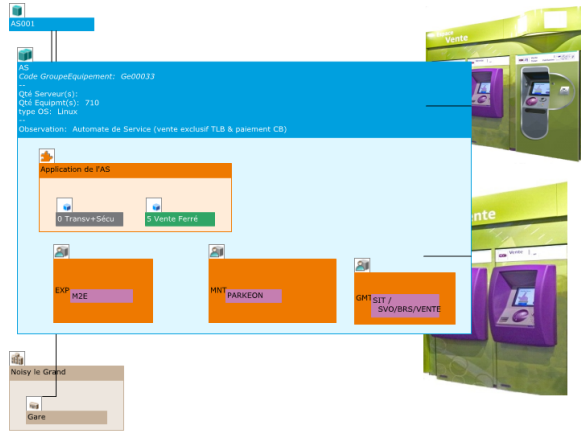 AS001
AS
Code GroupeEquipement: Ge00033
--
Qté Serveur(s):
Qté Equipmt(s): 710
type OS: Linux
--
Observation: Automate de Service (vente exclusif TLB & paiement CB)
Application de l'AS
0 Transv+Sécu
5 Vente Ferré
EXP
M2E
MNT
PARKEON
GMT
SIT /
SVO/BRS/VENTE
Noisy le Grand
Gare
Vente
nte
Vente